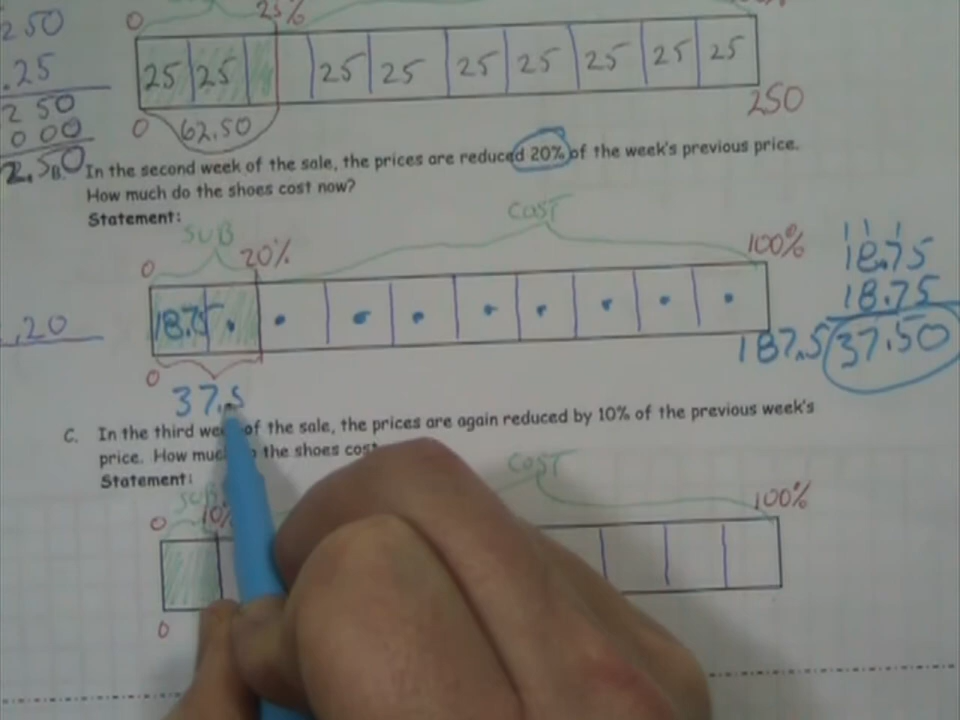 0 25%
250
.25
25 25 25 25 25 25 25 25 25
250
000
0 62.50 250
2.50
B. In the second week of the sale, the prices are reduced 20% of the week's previous price.
How much do the shoes cost now?
Statement:
SUB COST
0 20% 100%
18.75
18.75
37.50
.20
18.75
187.5
0
37.5
C. In the third of the sale, the prices are again reduced by 10% of the previous week's
price. How the shoes
Statement:
SUB COST
0 10% 100%
0